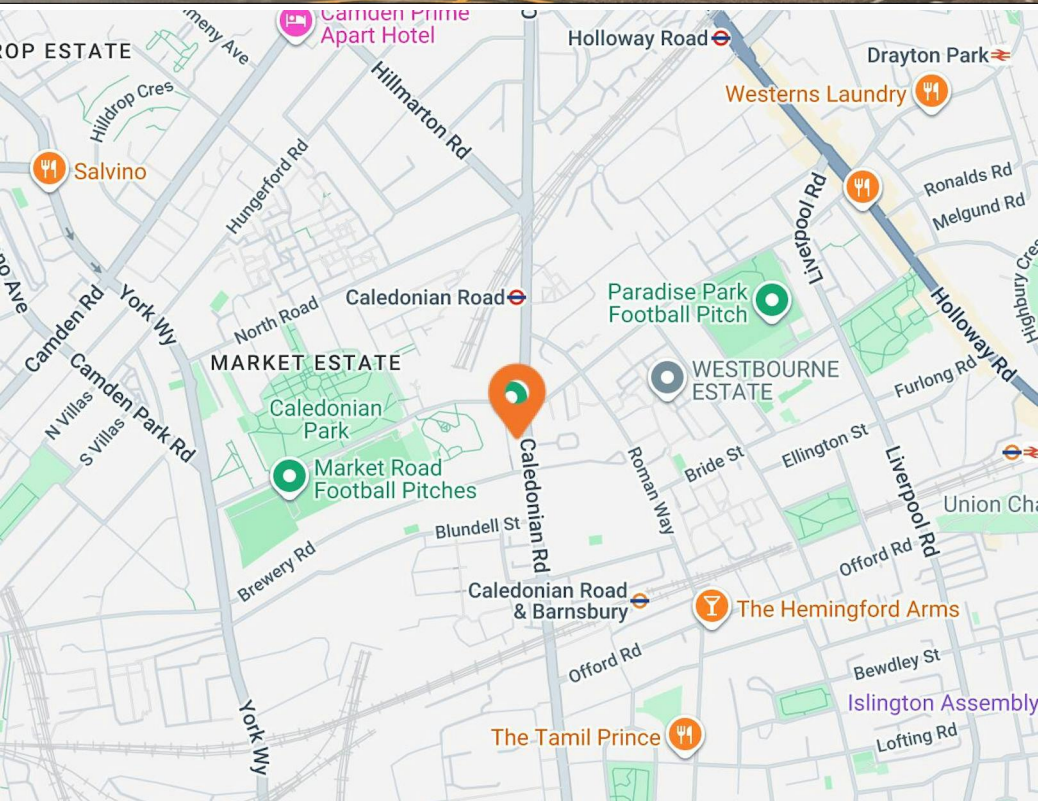 Camden Prime
Apart Hotel
Holloway Road
Drayton Park
Westerns Laundry
ROP ESTATE
Hilldrop Cres
Hillmarton Rd
Salvino
Hungerford Rd
Liverpool Rd
Ronalds Rd
Melgund Rd
Camden Rd
York Wy
North Road
Caledonian Road
Paradise Park
Football Pitch
Holloway Rd
MARKET ESTATE
WESTBOURNE
ESTATE
Furlong Rd
Camden Park Rd
N Villas
S Villas
Caledonian
Park
Market Road
Football Pitches
Caledonian Rd
Roman Way
Bride St
Ellington St
Liverpool Rd
Union Cha
Blundell St
Brewery Rd
Offord Rd
Caledonian Road
& Barnsbury
The Hemingford Arms
Offord Rd
Bewdley St
Islington Assembly
Lofting Rd
The Tamil Prince
York Wy